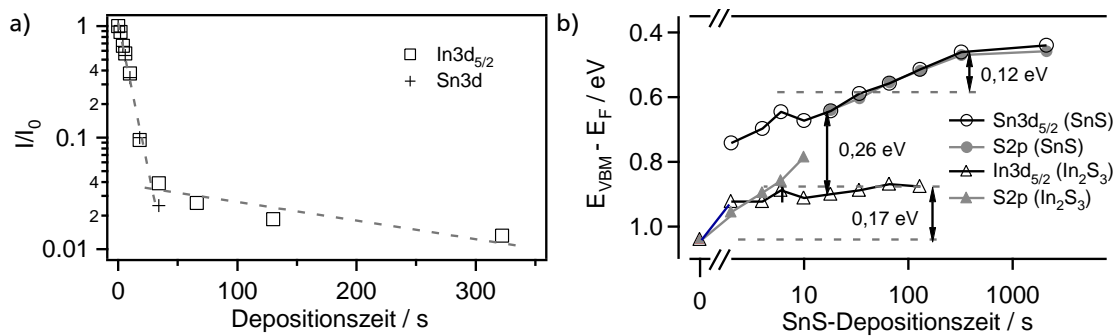 a)
I/I0
1
4
2
0.1
4
2
0.01
0
100
200
300
Depositionszeit / s
In3d5/2
Sn3d
b)
EVBM - EF / eV
0.4
0.6
0.8
1.0
0
10
100
1000
SnS-Depositionszeit / s
0,12 eV
0,26 eV
0,17 eV
Sn3d5/2 (SnS)
S2p (SnS)
In3d5/2 (In2S3)
S2p (In2S3)